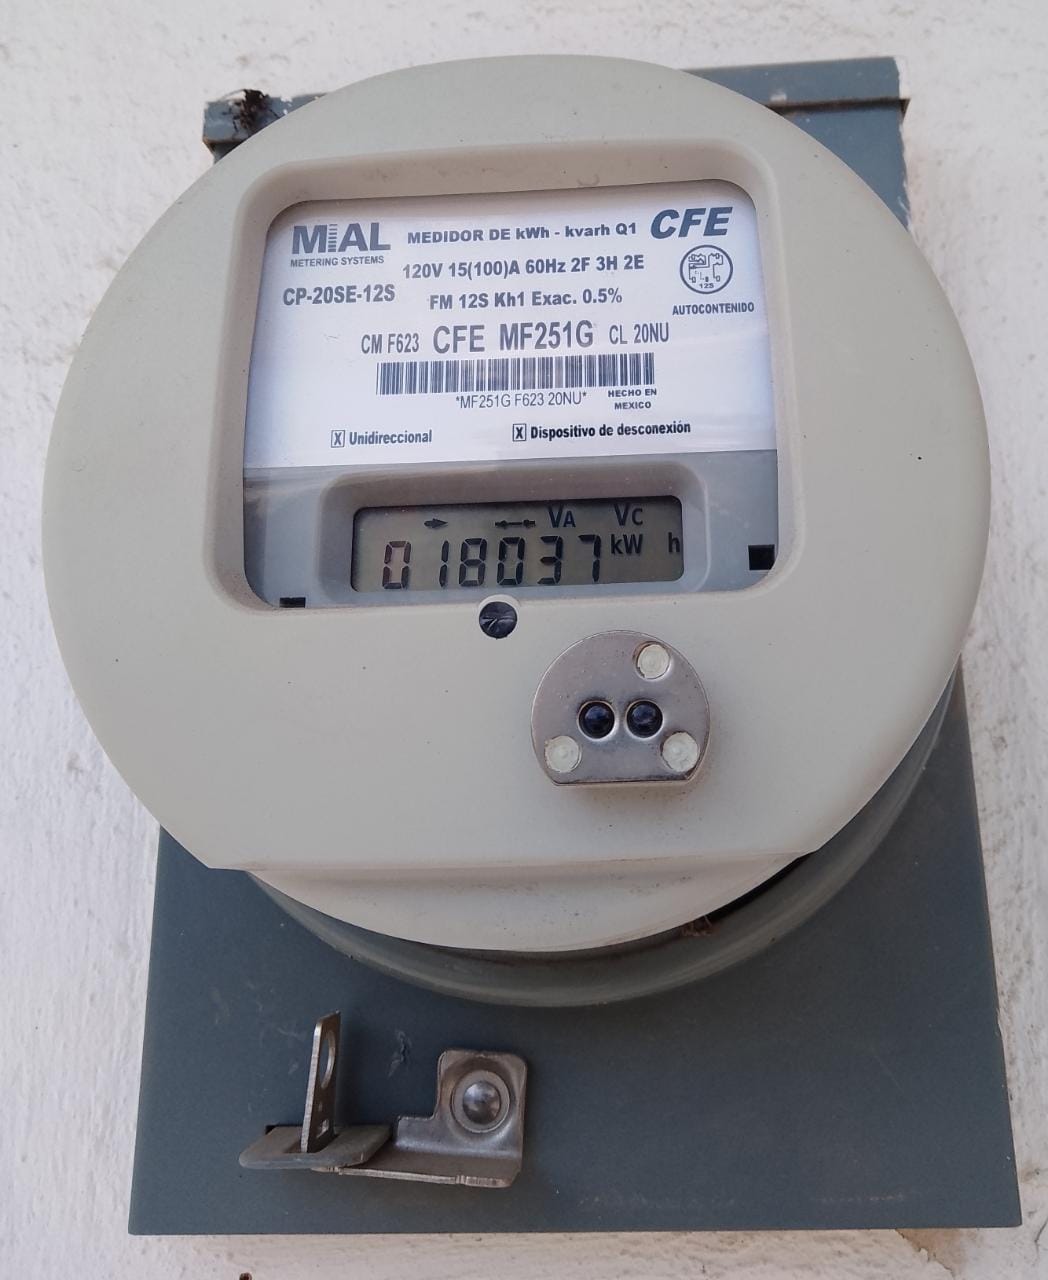 MIAL
METERING SYSTEMS
MEDIDOR DE kWh - kvarh Q1
CFE
120V 15(100)A 60Hz 2F 3H 2E
CP-20SE-12S
FM 12S Kh1 Exac. 0.5%
12S
AUTOCONTENIDO
CM F623 CFE MF251G CL 20NU
*MF251G F623 20NU*
HECHO EN
MEXICO
X Unidireccional
X Dispositivo de desconexión
VA VC
018037 kW h